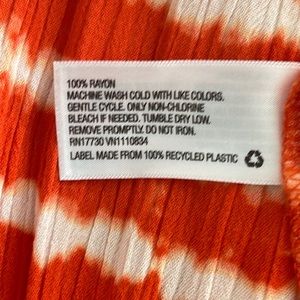 100% RAYON
MACHINE WASH COLD WITH LIKE COLORS.
GENTLE CYCLE. ONLY NON-CHLORINE
BLEACH IF NEEDED. TUMBLE DRY LOW.
REMOVE PROMPTLY. DO NOT IRON.
RN17730 VN1110834
LABEL MADE FROM 100% RECYCLED PLASTIC